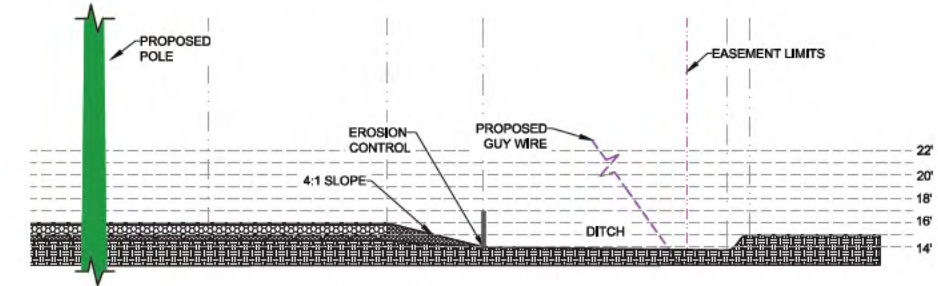 PROPOSED
POLE
EASEMENT LIMITS
EROSION
CONTROL
PROPOSED
GUY WIRE
4:1 SLOPE
DITCH
22'
20'
18'
16'
14'